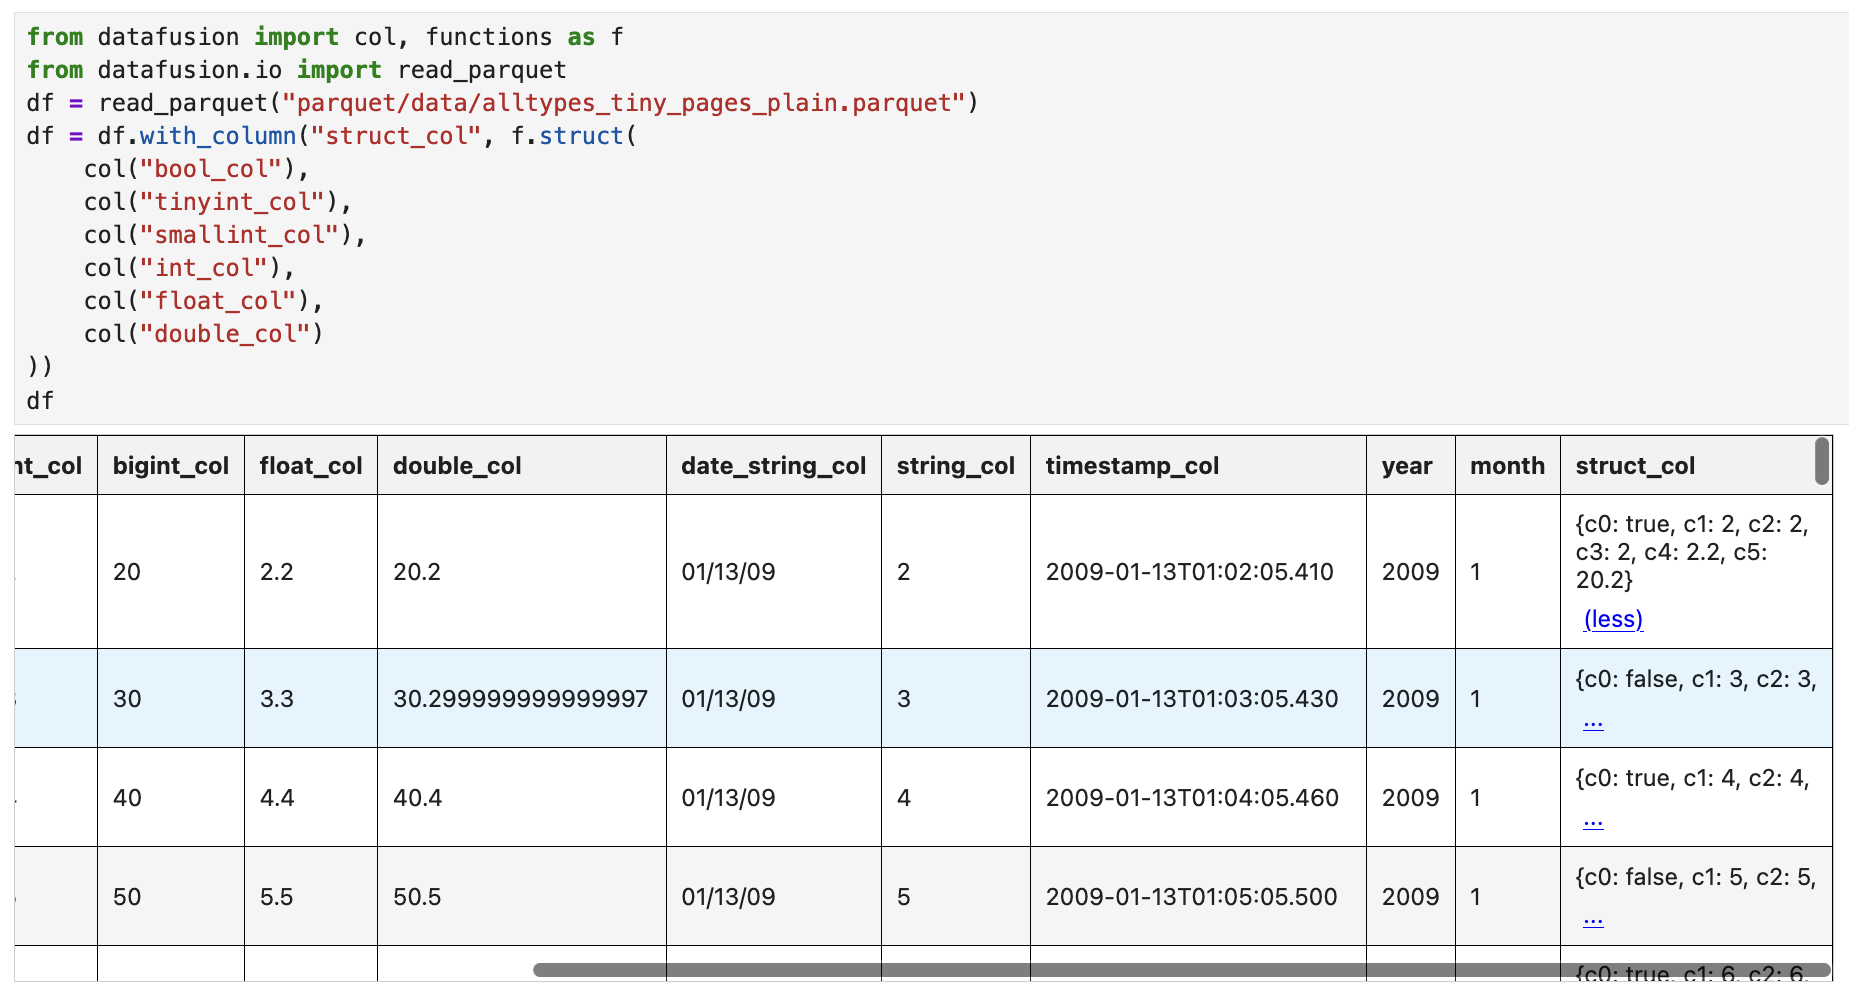 from datafusion import col, functions as f
from datafusion.io import read_parquet
df = read_parquet("parquet/data/alltypes_tiny_pages_plain.parquet")
df = df.with_column("struct_col", f.struct(
    col("bool_col"),
    col("tinyint_col"),
    col("smallint_col"),
    col("int_col"),
    col("float_col"),
    col("double_col")
))
df
nt_col bigint_col float_col double_col date_string_col string_col timestamp_col year month struct_col
20 2.2 20.2 01/13/09 2 2009-01-13T01:02:05.410 2009 1 {c0: true, c1: 2, c2: 2,
c3: 2, c4: 2.2, c5:
20.2}
(less)
30 3.3 30.299999999999997 01/13/09 3 2009-01-13T01:03:05.430 2009 1 {c0: false, c1: 3, c2: 3,
...
40 4.4 40.4 01/13/09 4 2009-01-13T01:04:05.460 2009 1 {c0: true, c1: 4, c2: 4,
...
50 5.5 50.5 01/13/09 5 2009-01-13T01:05:05.500 2009 1 {c0: false, c1: 5, c2: 5,
...
{c0: true, c1: 6, c2: 6,